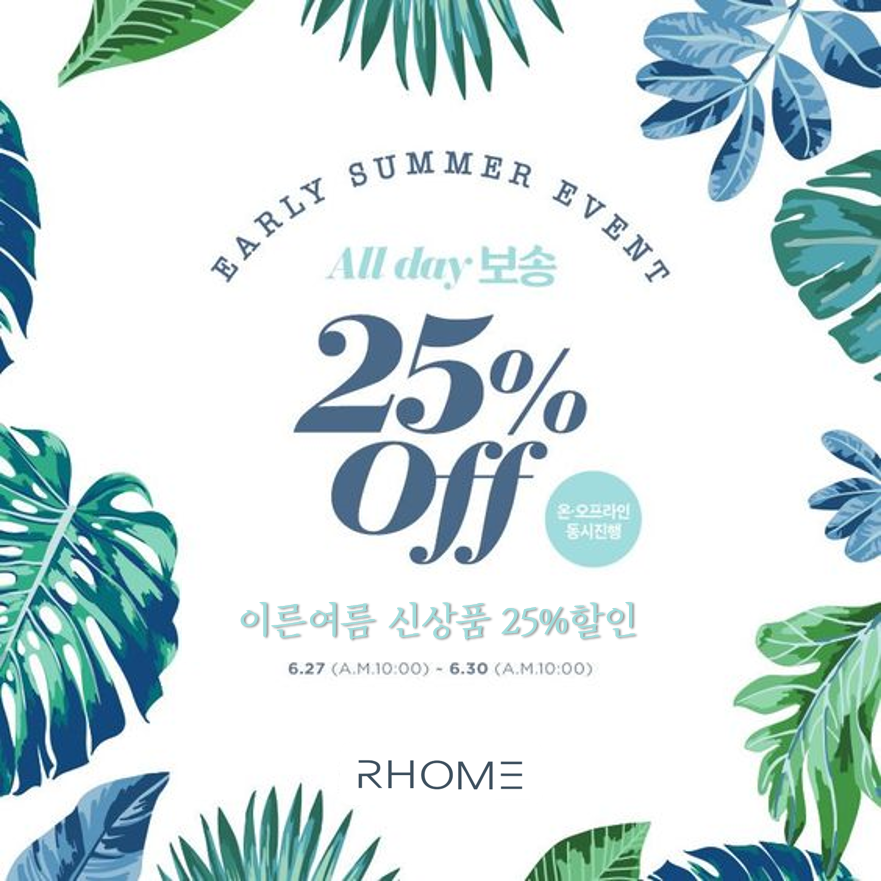 EARLY SUMMER EVENT
All day 보송
25%
Off
온·오프라인
동시진행
이른여름 신상품 25%할인
6.27 (A.M.10:00) ~ 6.30 (A.M.10:00)
RHOME